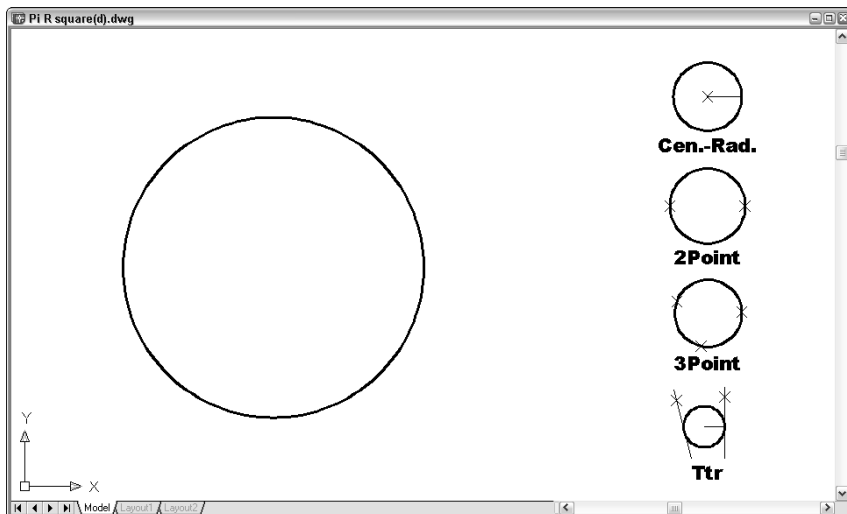 Pi R square(d).dwg
Cen.-Rad.
2Point
3Point
Ttr
Y
X
Model Layout1 Layout2